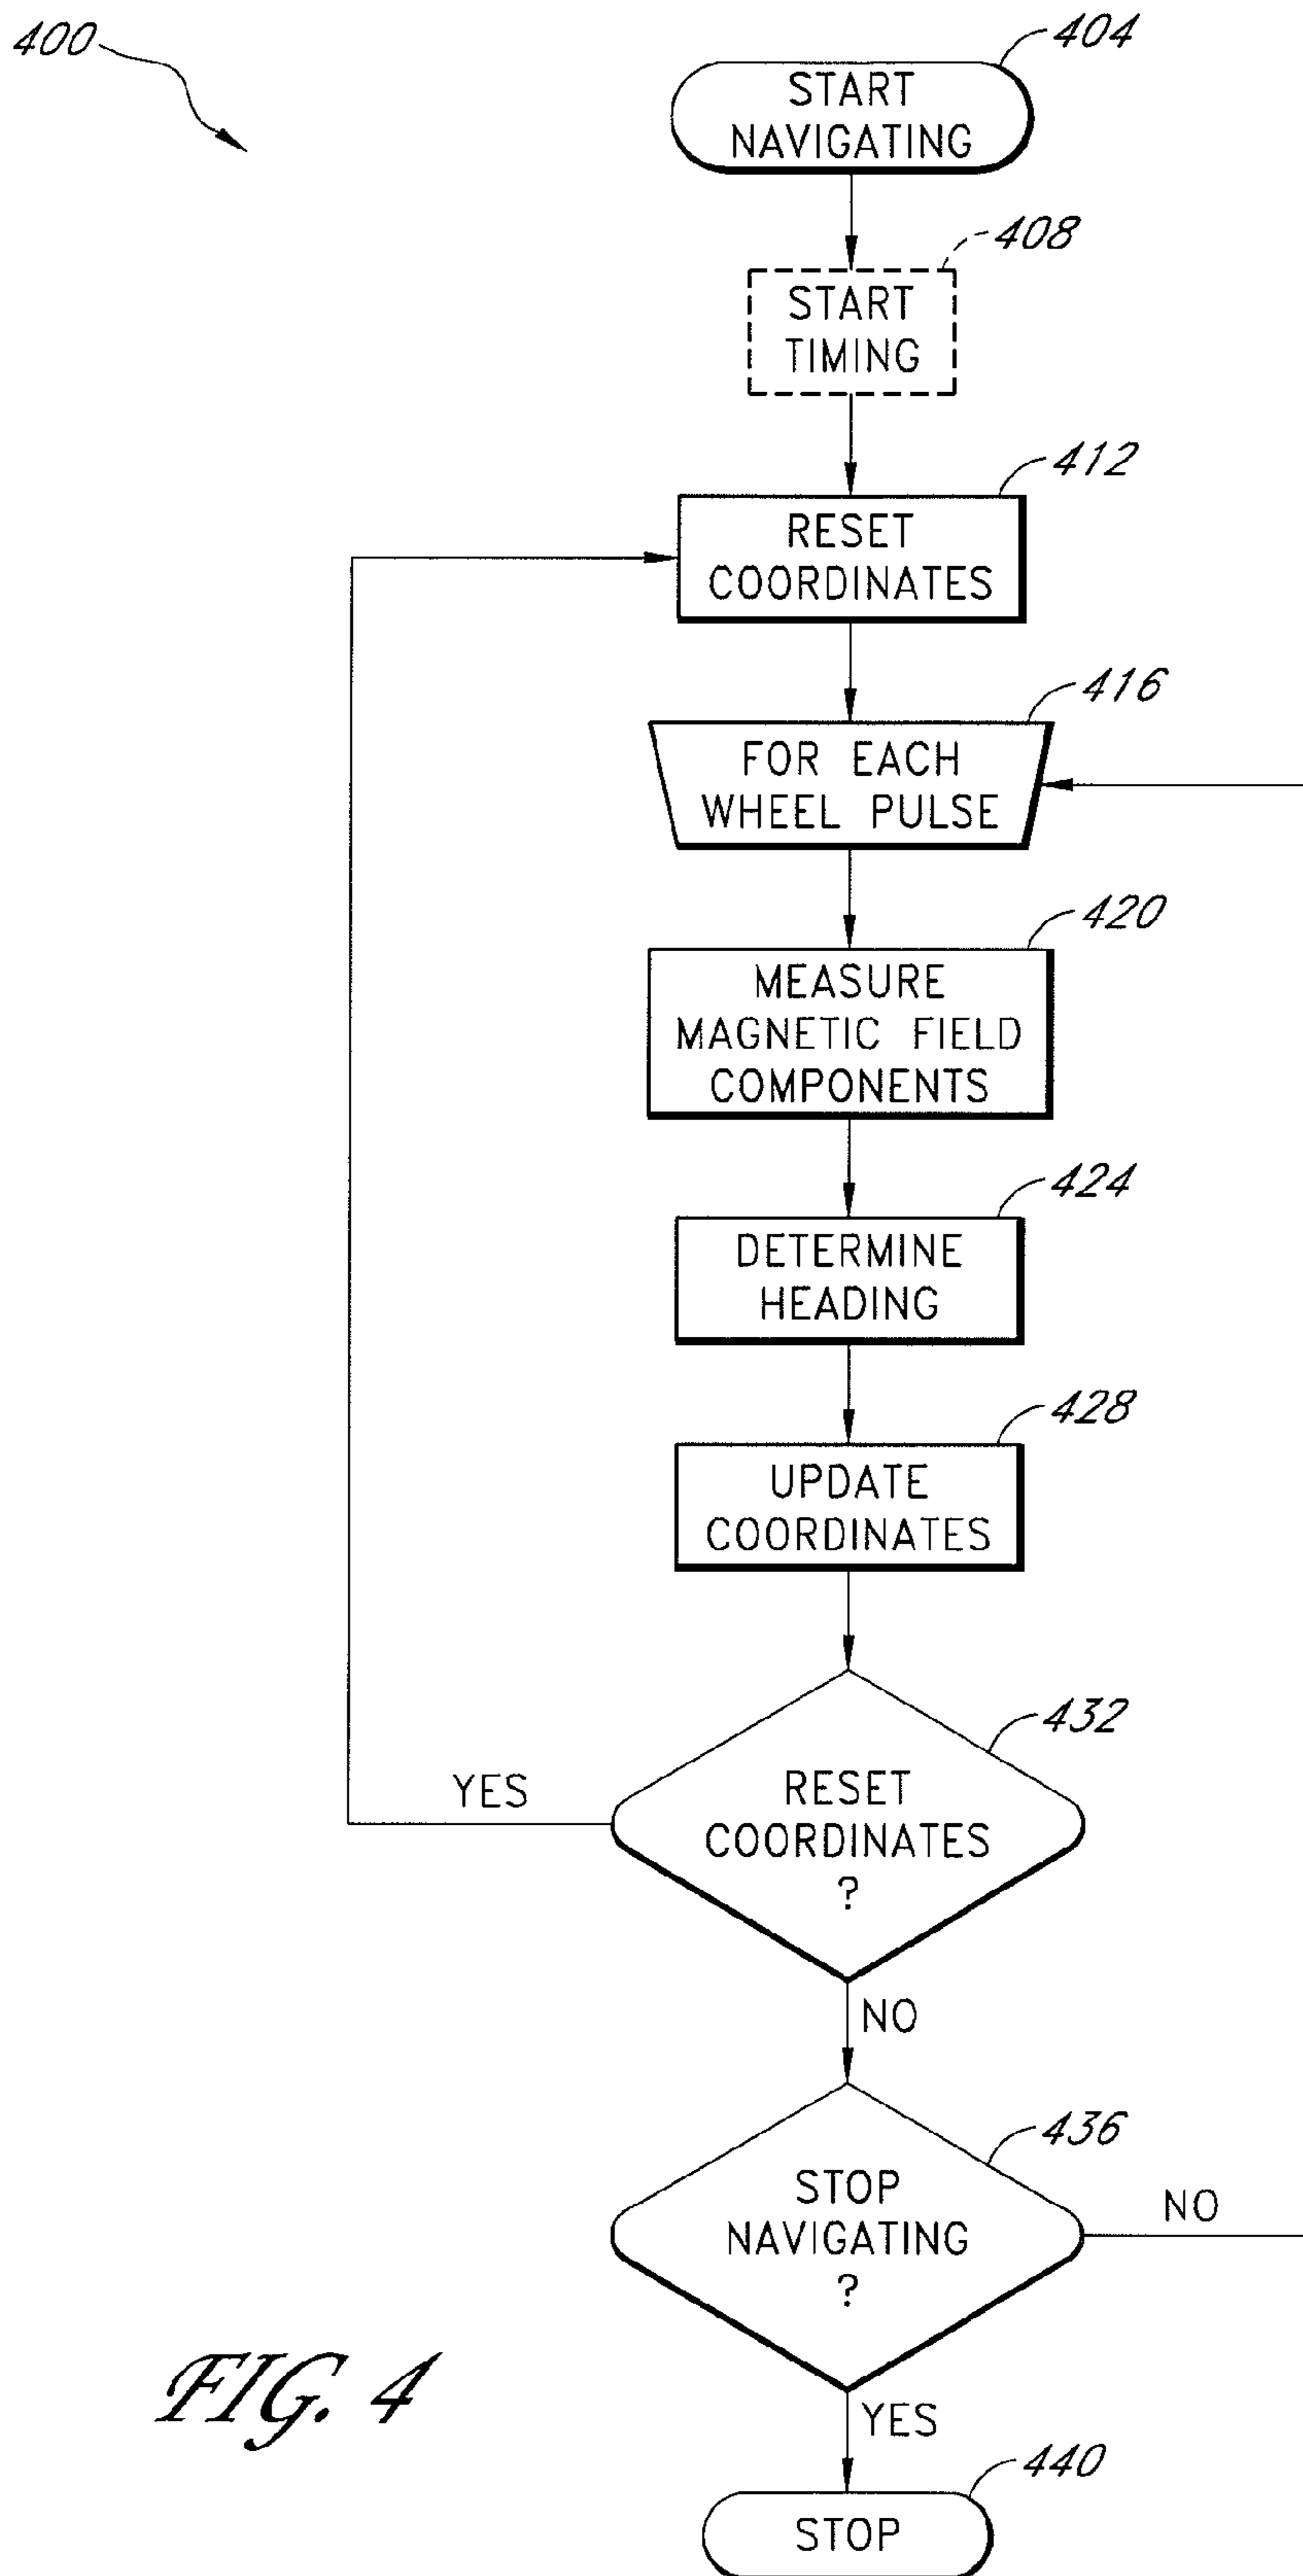 400
404
START
NAVIGATING
408
START
TIMING
412
RESET
COORDINATES
416
FOR EACH
WHEEL PULSE
420
MEASURE
MAGNETIC FIELD
COMPONENTS
424
DETERMINE
HEADING
428
UPDATE
COORDINATES
432
YES
RESET
COORDINATES
?
NO
436
STOP
NAVIGATING
?
NO
FIG. 4
YES
440
STOP